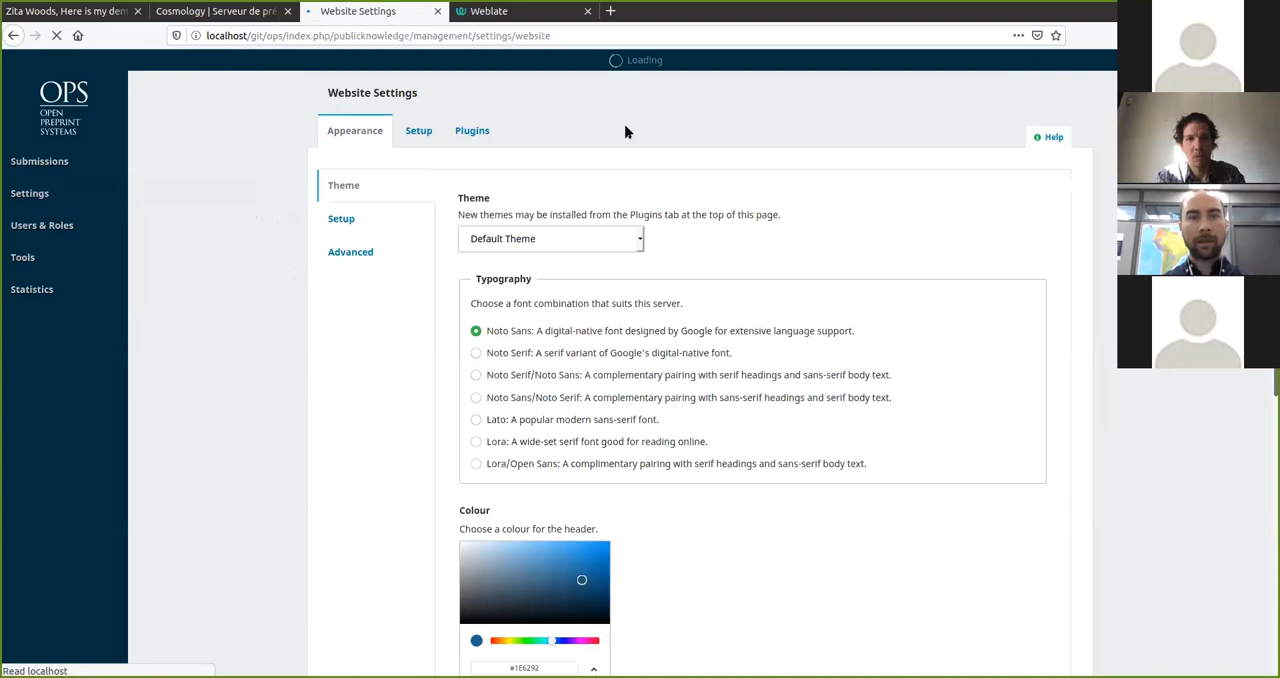 Zita Woods, Here is my dem
Cosmology | Serveur de pré
Website Settings
Weblate
localhost/git/ops/index.php/publicknowledge/management/settings/website
Loading
OPS
OPEN
PREPRINT
SYSTEMS
Submissions
Settings
Users & Roles
Tools
Statistics
Website Settings
Appearance
Setup
Plugins
Help
Theme
Setup
Advanced
Theme
New themes may be installed from the Plugins tab at the top of this page.
Default Theme
Typography
Choose a font combination that suits this server.
Noto Sans: A digital-native font designed by Google for extensive language support.
Noto Serif: A serif variant of Google's digital-native font.
Noto Serif/Noto Sans: A complementary pairing with serif headings and sans-serif body text.
Noto Sans/Noto Serif: A complementary pairing with sans-serif headings and serif body text.
Lato: A popular modern sans-serif font.
Lora: A wide-set serif font good for reading online.
Lora/Open Sans: A complimentary pairing with serif headings and sans-serif body text.
Colour
Choose a colour for the header.
#1E6292
Read localhost